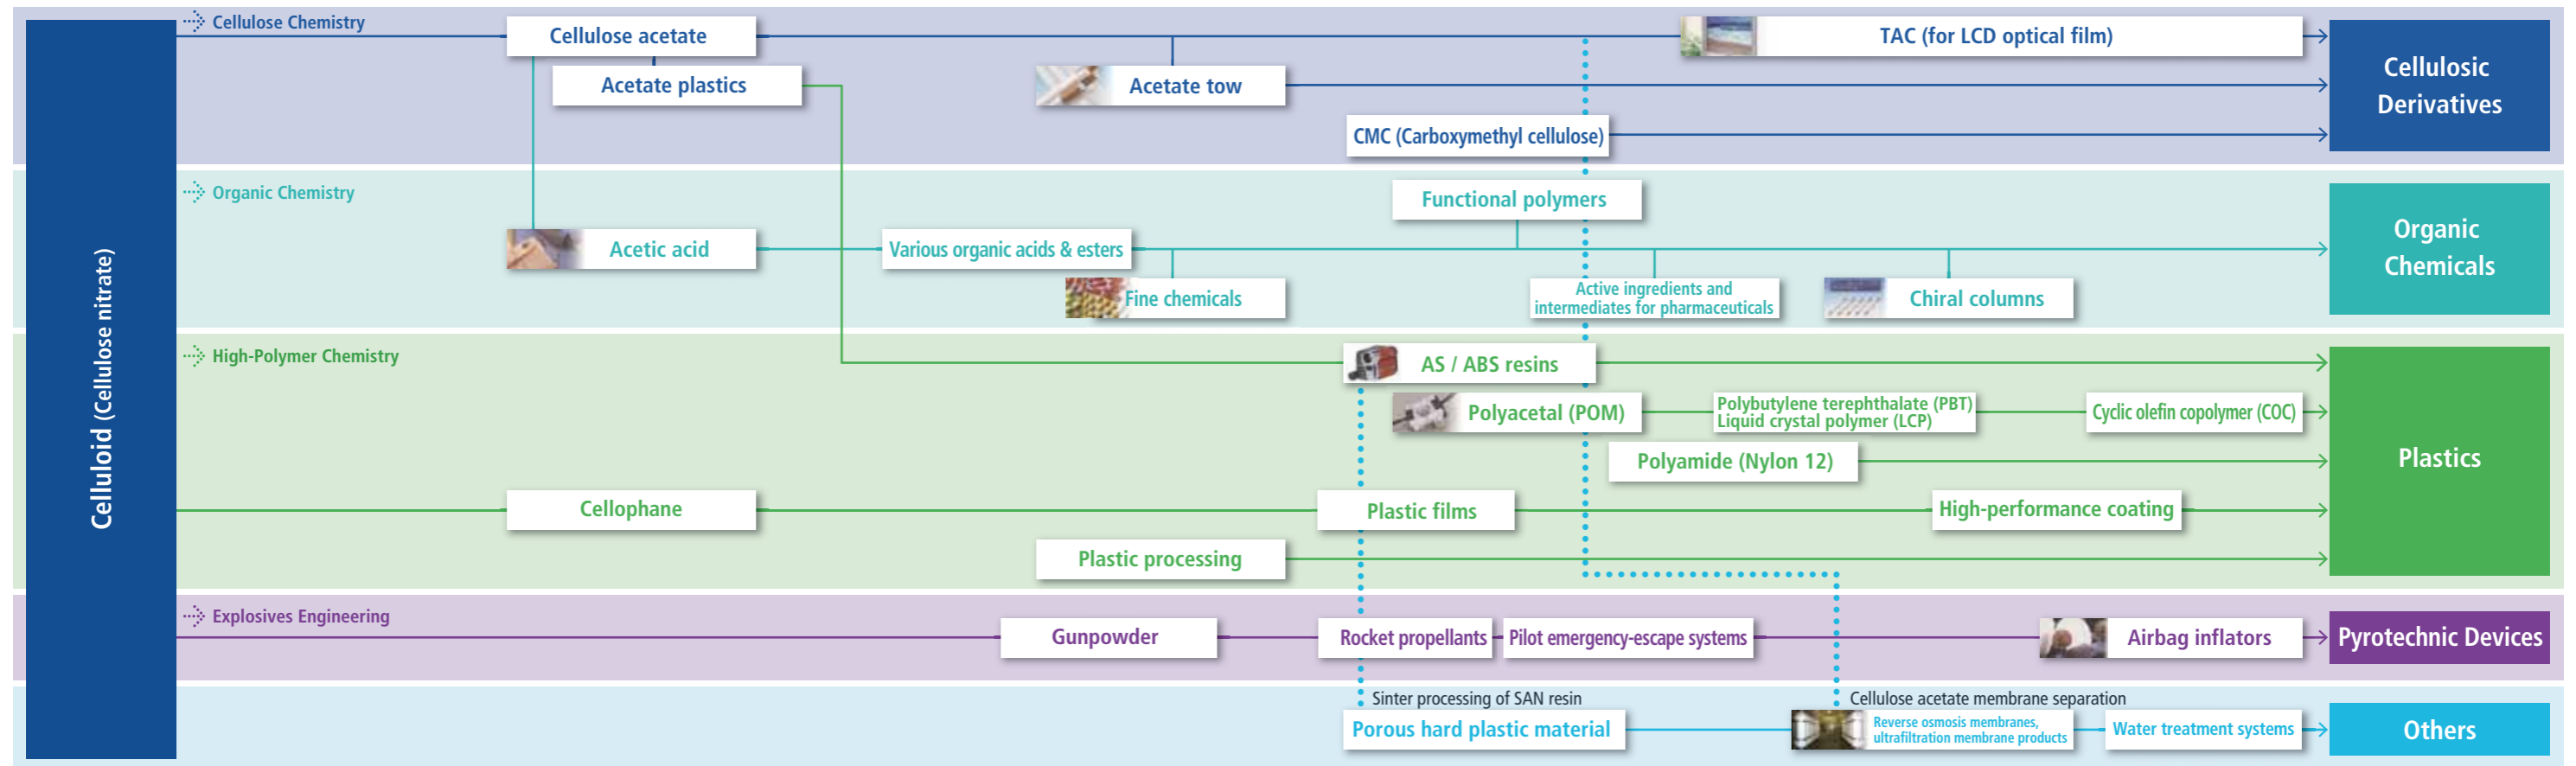 Celluloid (Cellulose nitrate)
Cellulose Chemistry
Cellulose acetate
TAC (for LCD optical film)
Acetate plastics
Acetate tow
CMC (Carboxymethyl cellulose)
Cellulosic
Derivatives
Organic Chemistry
Functional polymers
Acetic acid
Various organic acids & esters
Fine chemicals
Active ingredients and
intermediates for pharmaceuticals
Chiral columns
Organic
Chemicals
High-Polymer Chemistry
AS / ABS resins
Polyacetal (POM)
Polybutylene terephthalate (PBT)
Liquid crystal polymer (LCP)
Cyclic olefin copolymer (COC)
Polyamide (Nylon 12)
Cellophane
Plastic films
High-performance coating
Plastic processing
Plastics
Explosives Engineering
Gunpowder
Rocket propellants
Pilot emergency-escape systems
Airbag inflators
Pyrotechnic Devices
Sinter processing of SAN resin
Porous hard plastic material
Cellulose acetate membrane separation
Reverse osmosis membranes,
ultrafiltration membrane products
Water treatment systems
Others